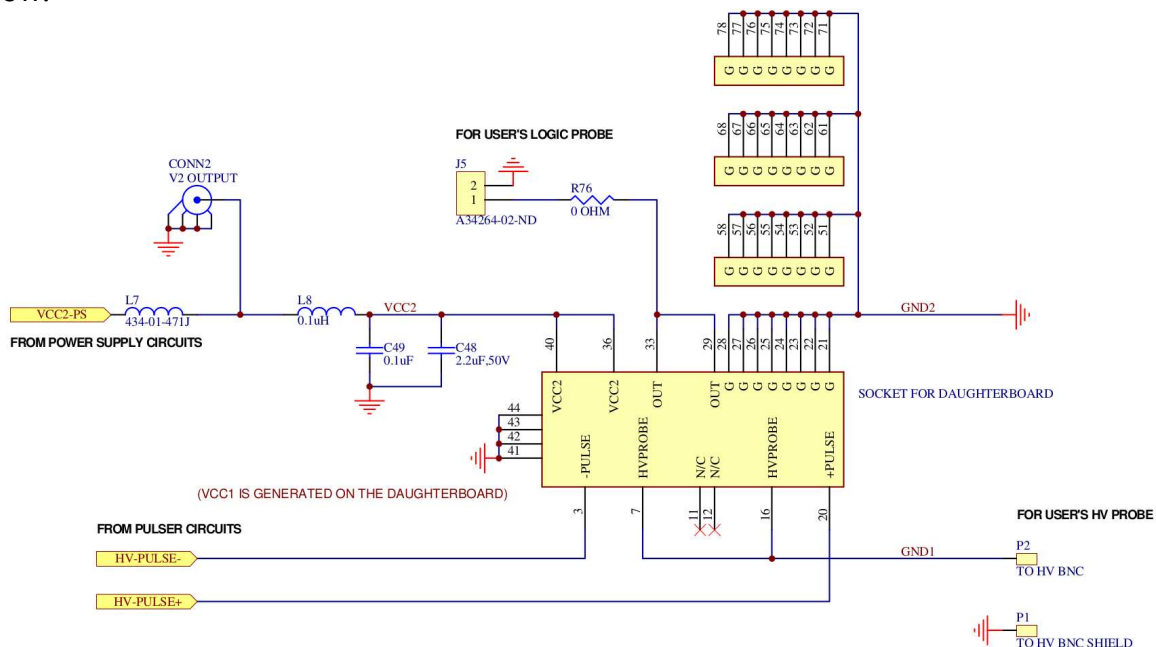 78 77 76 75 74 73 72 71
G G G G G G G G
68 67 66 65 64 63 62 61
G G G G G G G G
58 57 56 55 54 53 52 51
G G G G G G G G
FOR USER'S LOGIC PROBE
J5
2
1
A34264-02-ND
R76
0 OHM
CONN2
V2 OUTPUT
VCC2-PS
FROM POWER SUPPLY CIRCUITS
L7
434-01-471J
L8
0.1uH
VCC2
C49
0.1uF
C48
2.2uF,50V
GND2
40 36 33 29 28 27 26 25 24 23 22 21
VCC2 VCC2 OUT OUT G G G G G G G G
SOCKET FOR DAUGHTERBOARD
44
43
42
41
-PULSE HVPROBE N/C N/C HVPROBE +PULSE
3 7 11 12 16 20
(VCC1 IS GENERATED ON THE DAUGHTERBOARD)
FROM PULSER CIRCUITS
HV-PULSE-
HV-PULSE+
GND1
FOR USER'S HV PROBE
P2
TO HV BNC
P1
TO HV BNC SHIELD